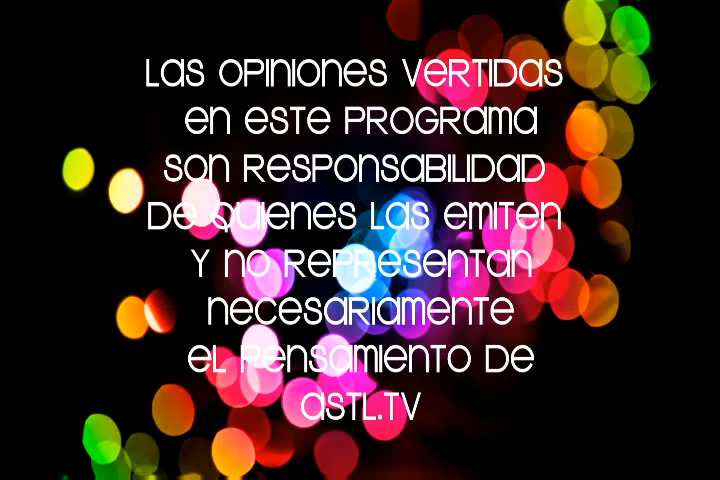 Las opiniones vertidas
en este programa
son responsabilidad
de quienes las emiten
y no representan
necesariamente
el pensamiento de
astl.tv